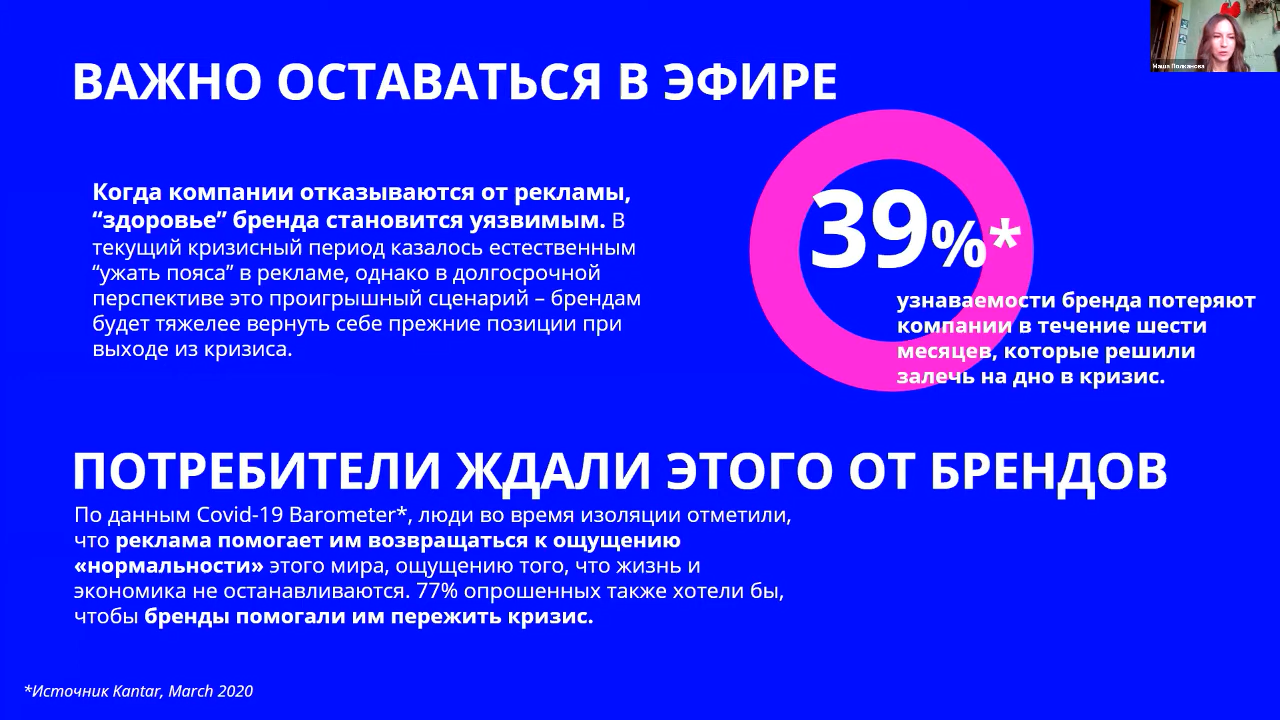 Маша Полканова
ВАЖНО ОСТАВАТЬСЯ В ЭФИРЕ
Когда компании отказываются от рекламы,
“здоровье” бренда становится уязвимым. В
текущий кризисный период казалось естественным
“ужать пояса” в рекламе, однако в долгосрочной
перспективе это проигрышный сценарий – брендам
будет тяжелее вернуть себе прежние позиции при
выходе из кризиса.
39%*
узнаваемости бренда потеряют
компании в течение шести
месяцев, которые решили
залечь на дно в кризис.
ПОТРЕБИТЕЛИ ЖДАЛИ ЭТОГО ОТ БРЕНДОВ
По данным Covid-19 Barometer*, люди во время изоляции отметили,
что реклама помогает им возвращаться к ощущению
«нормальности» этого мира, ощущению того, что жизнь и
экономика не останавливаются. 77% опрошенных также хотели бы,
чтобы бренды помогали им пережить кризис.
*Источник Kantar, March 2020